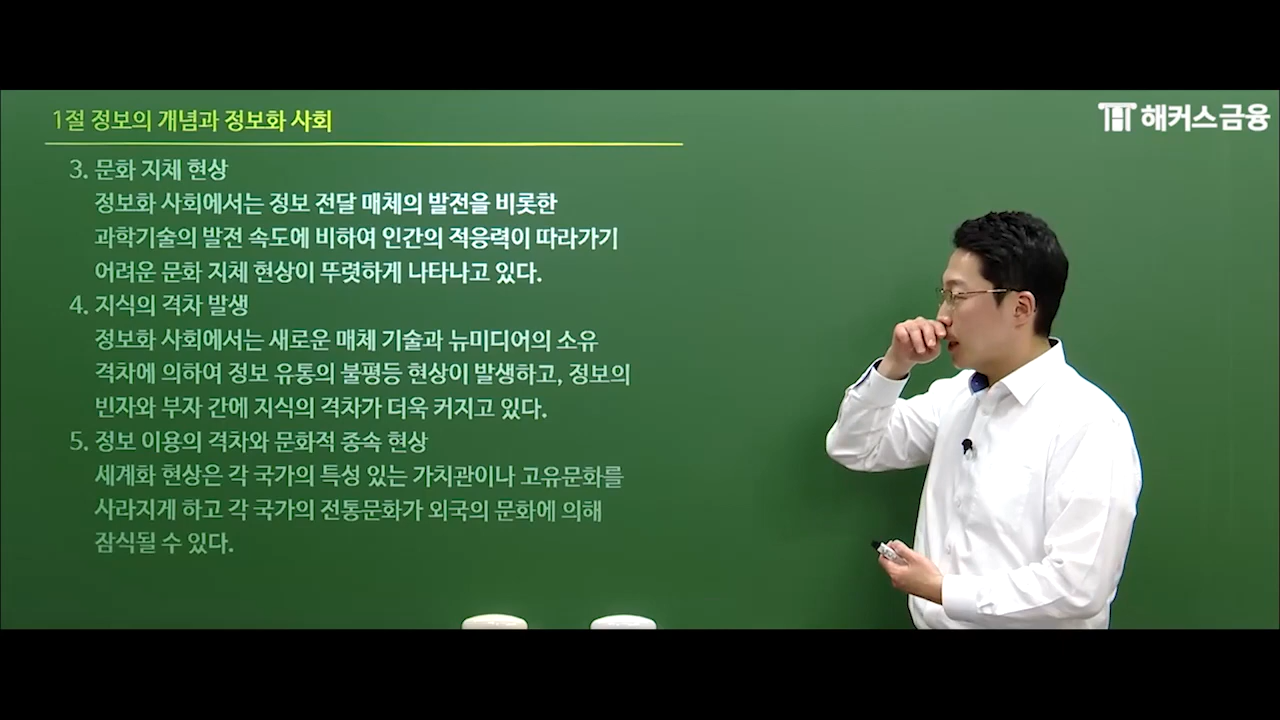 1절 정보의 개념과 정보화 사회
해커스금융
3. 문화 지체 현상
정보화 사회에서는 정보 전달 매체의 발전을 비롯한
과학기술의 발전 속도에 비하여 인간의 적응력이 따라가기
어려운 문화 지체 현상이 뚜렷하게 나타나고 있다.
4. 지식의 격차 발생
정보화 사회에서는 새로운 매체 기술과 뉴미디어의 소유
격차에 의하여 정보 유통의 불평등 현상이 발생하고, 정보의
빈자와 부자 간에 지식의 격차가 더욱 커지고 있다.
5. 정보 이용의 격차와 문화적 종속 현상
세계화 현상은 각 국가의 특성 있는 가치관이나 고유문화를
사라지게 하고 각 국가의 전통문화가 외국의 문화에 의해
잠식될 수 있다.